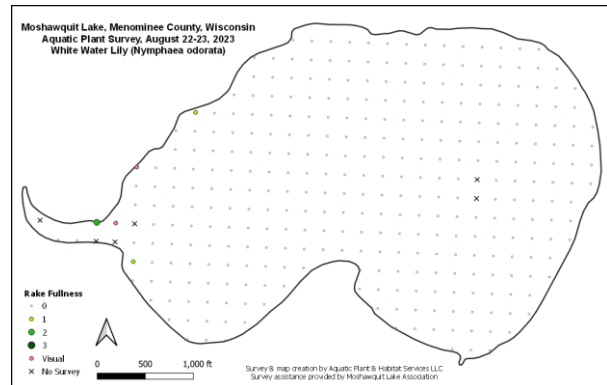 Moshawquit Lake, Menominee County, Wisconsin
Aquatic Plant Survey, August 22-23, 2023
White Water Lily (Nymphaea odorata)
Rake Fullness
0
1
2
3
Visual
No Survey
0 500 1,000 ft
Survey & map creation by Aquatic Plant & Habitat Services LLC
Survey assistance provided by Moshawquit Lake Association